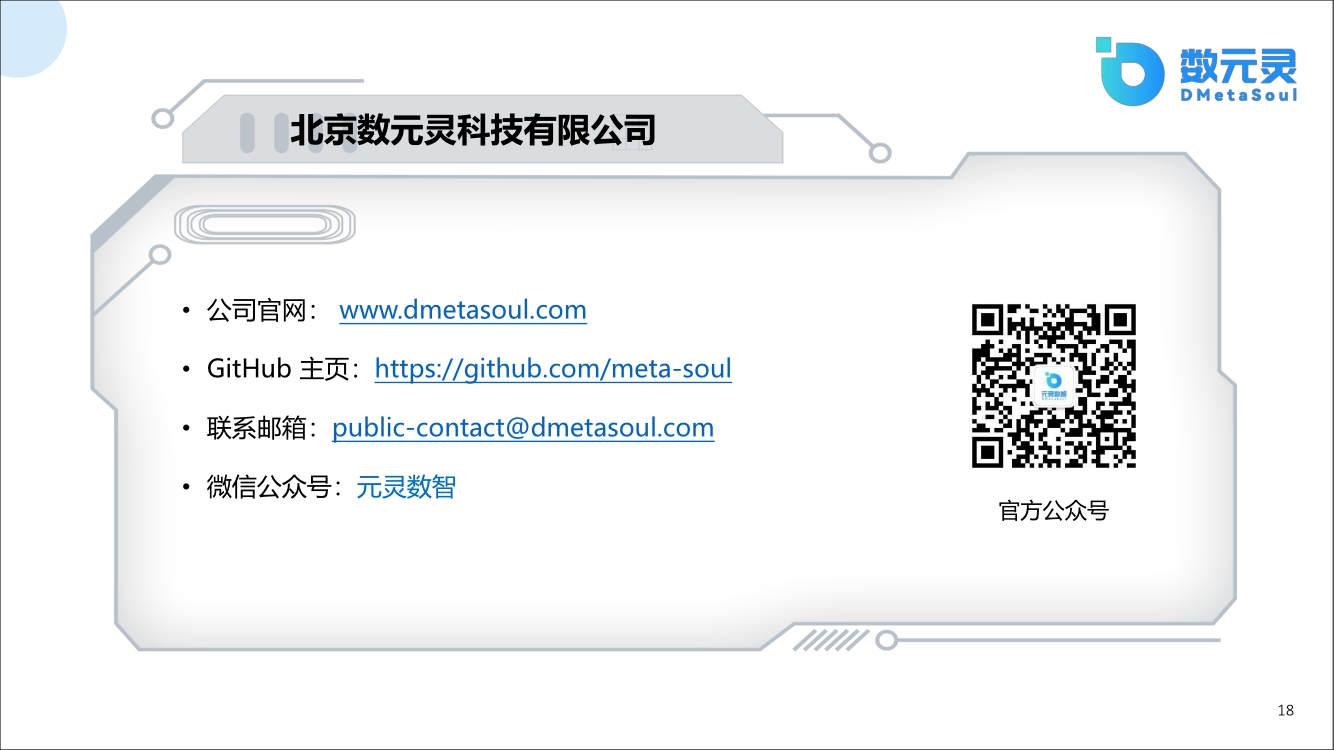 数元灵
DMetaSoul
北京数元灵科技有限公司
• 公司官网： www.dmetasoul.com
• GitHub 主页：https://github.com/meta-soul
• 联系邮箱：public-contact@dmetasoul.com
• 微信公众号：元灵数智
元灵数智
官方公众号
18